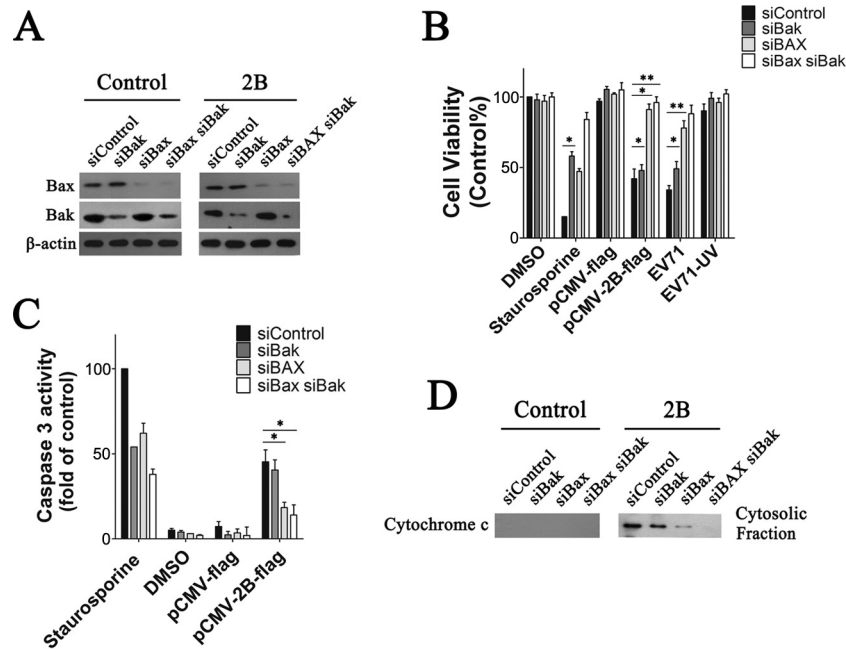 A
Control
2B
siControl
siBak
siBax
siBax siBak
siControl
siBak
siBax
siBAX siBak
Bax
Bak
β-actin
B
siControl
siBak
siBAX
siBax siBak
Cell Viability
(Control%)
100
50
0
*
*
*
**
*
**
DMSO
Staurosporine
pCMV-flag
pCMV-2B-flag
EV71
EV71-UV
C
siControl
siBak
siBAX
siBax siBak
Caspase 3 activity
(fold of control)
100
50
0
*
*
Staurosporine
DMSO
pCMV-flag
pCMV-2B-flag
D
Control
2B
siControl
siBak
siBax
siBax siBak
siControl
siBak
siBax
siBAX siBak
Cytochrome c
Cytosolic
Fraction